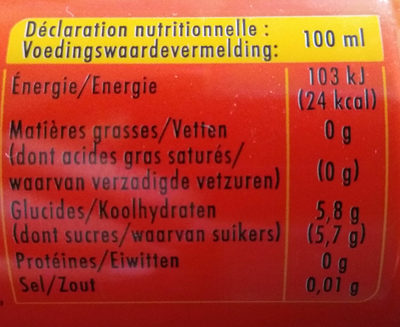 Déclaration nutritionnelle :
Voedingswaardevermelding: 100 ml
Énergie/Energie 103 kJ
(24 kcal)
Matières grasses/Vetten 0 g
(dont acides gras saturés/
waarvan verzadigde vetzuren) (0 g)
Glucides/Koolhydraten 5,8 g
(dont sucres/waarvan suikers) (5,7 g)
Protéines/Eiwitten 0 g
Sel/Zout 0,01 g